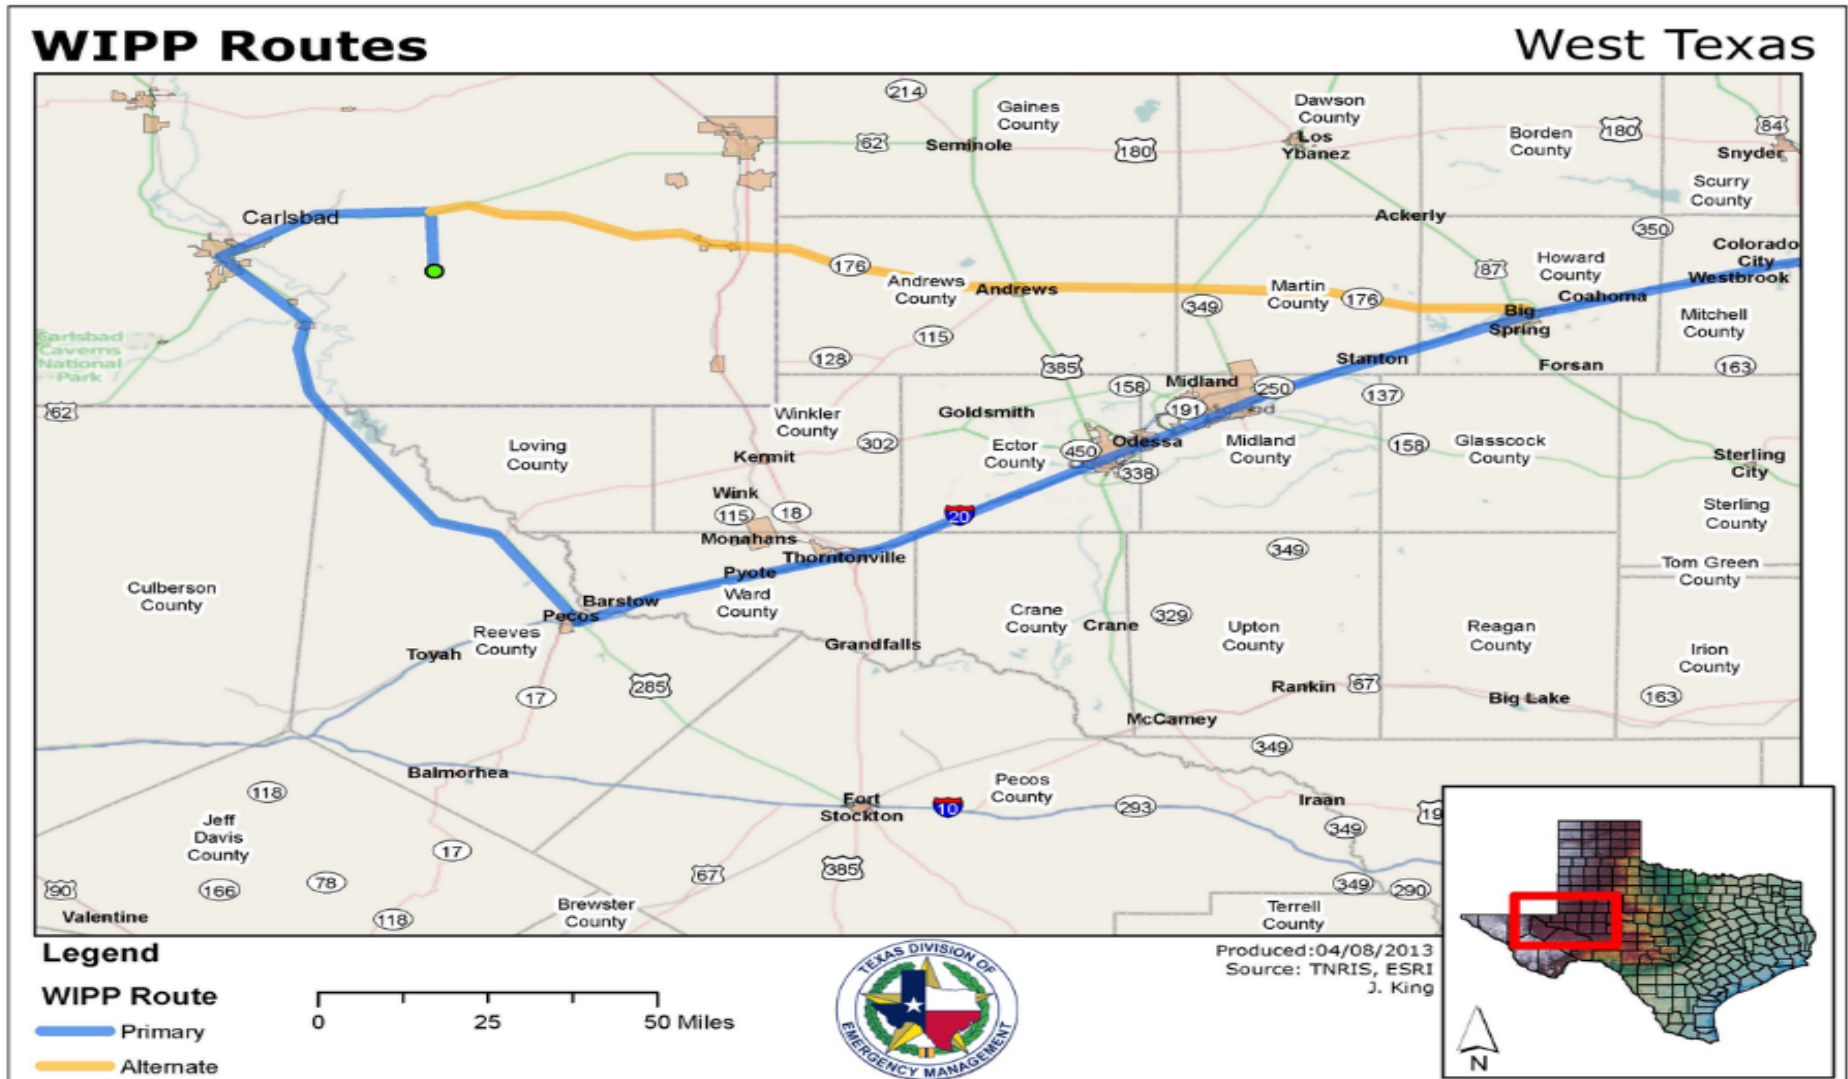 WIPP Routes
West Texas
214
Gaines
County
Dawson
County
62
Seminole
180
Los
Ybanez
Borden
County
180
84
Snyder
Scurry
County
Carlsbad
Ackerly
350
Colorado
City
176
87
Howard
County
Westbrook
Andrews
County
Andrews
349
Martin
County
176
Coahoma
Big
Spring
Mitchell
County
Carlsbad
Caverns
National
Park
115
128
385
158
Midland
250
Stanton
137
Forsan
163
62
Winkler
County
Goldsmith
191
Loving
County
302
Kermit
Ector
County
450
Odessa
338
Midland
County
158
Glasscock
County
Sterling
City
Wink
115
18
20
Sterling
County
Monahans
Thorntonville
349
Pyote
Tom Green
County
Culberson
County
Barstow
Ward
County
Pecos
Crane
County
Crane
329
Upton
County
Reagan
County
Reeves
County
Toyah
Grandfalls
Irion
County
17
285
Rankin
67
Big Lake
163
McCamey
349
Balmorhea
118
Pecos
County
Fort
Stockton
10
293
Iraan
19
Jeff
Davis
County
349
17
90
166
78
67
385
349
290
Valentine
118
Brewster
County
Terrell
County
Legend
WIPP Route
Primary
Alternate
0
25
50 Miles
TEXAS DIVISION OF
EMERGENCY MANAGEMENT
Produced:04/08/2013
Source: TNRIS, ESRI
J. King
N